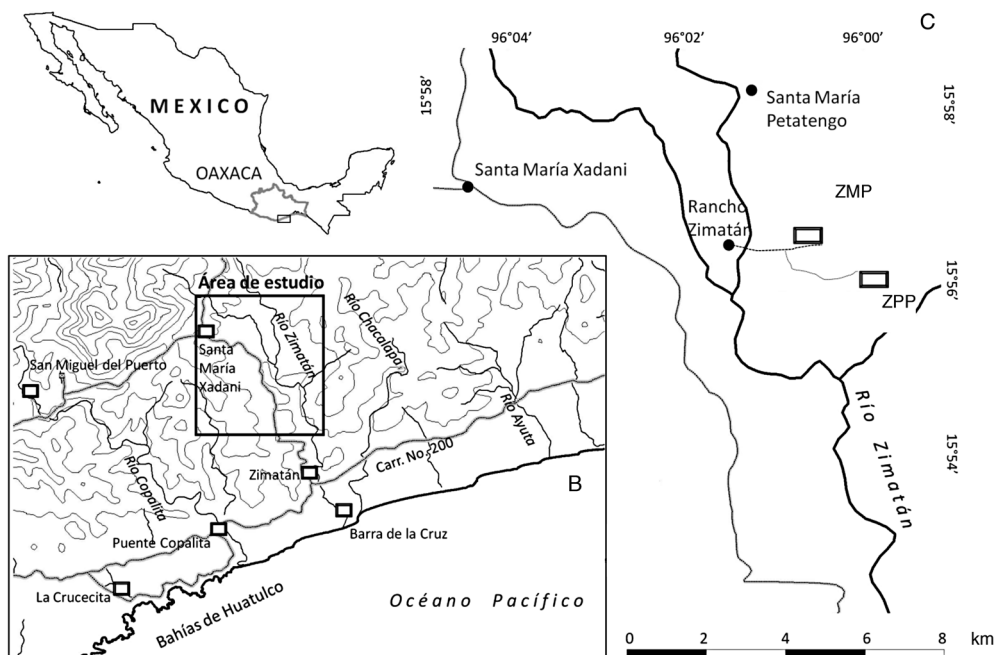 MEXICO
OAXACA
C
96°04’
96°02’
96°00’
15°58’
15°58’
Santa María
Petatengo
Santa María Xadani
ZMP
Rancho
Zimatán
15°56’
ZPP
Río Zimatán
15°54’
Área de estudio
Río Zimatán
Río Chacalapa
San Miguel del Puerto
Santa
María
Xadani
Río Ayuta
Río Copalita
Zimatán
Carr. No. 200
B
Puente Copalita
Barra de la Cruz
La Crucecita
Bahías de Huatulco
Océano Pacífico
0 2 4 6 8 km